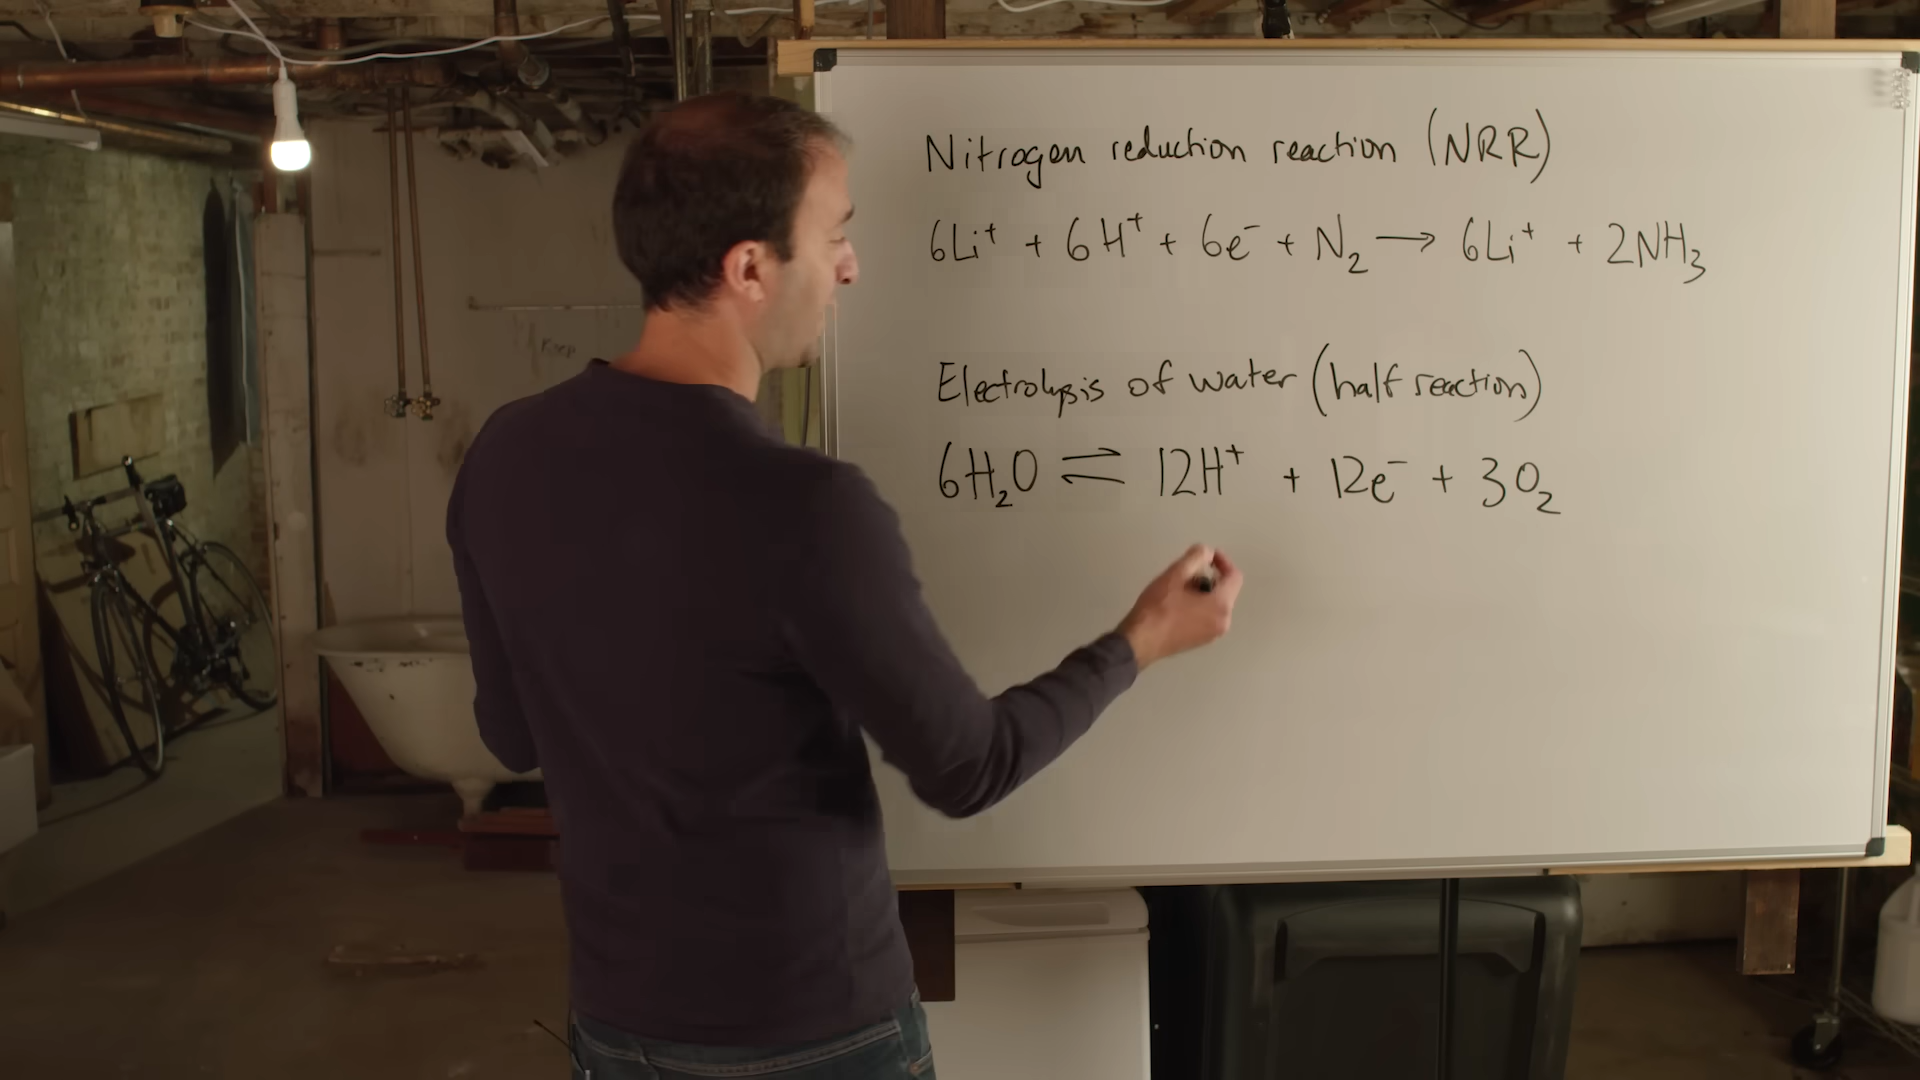 Nitrogen reduction reaction (NRR)
6Li⁺ + 6H⁺ + 6e⁻ + N₂ → 6Li⁺ + 2NH₃
Electrolysis of water (half reaction)
6H₂O ⇌ 12H⁺ + 12e⁻ + 3O₂